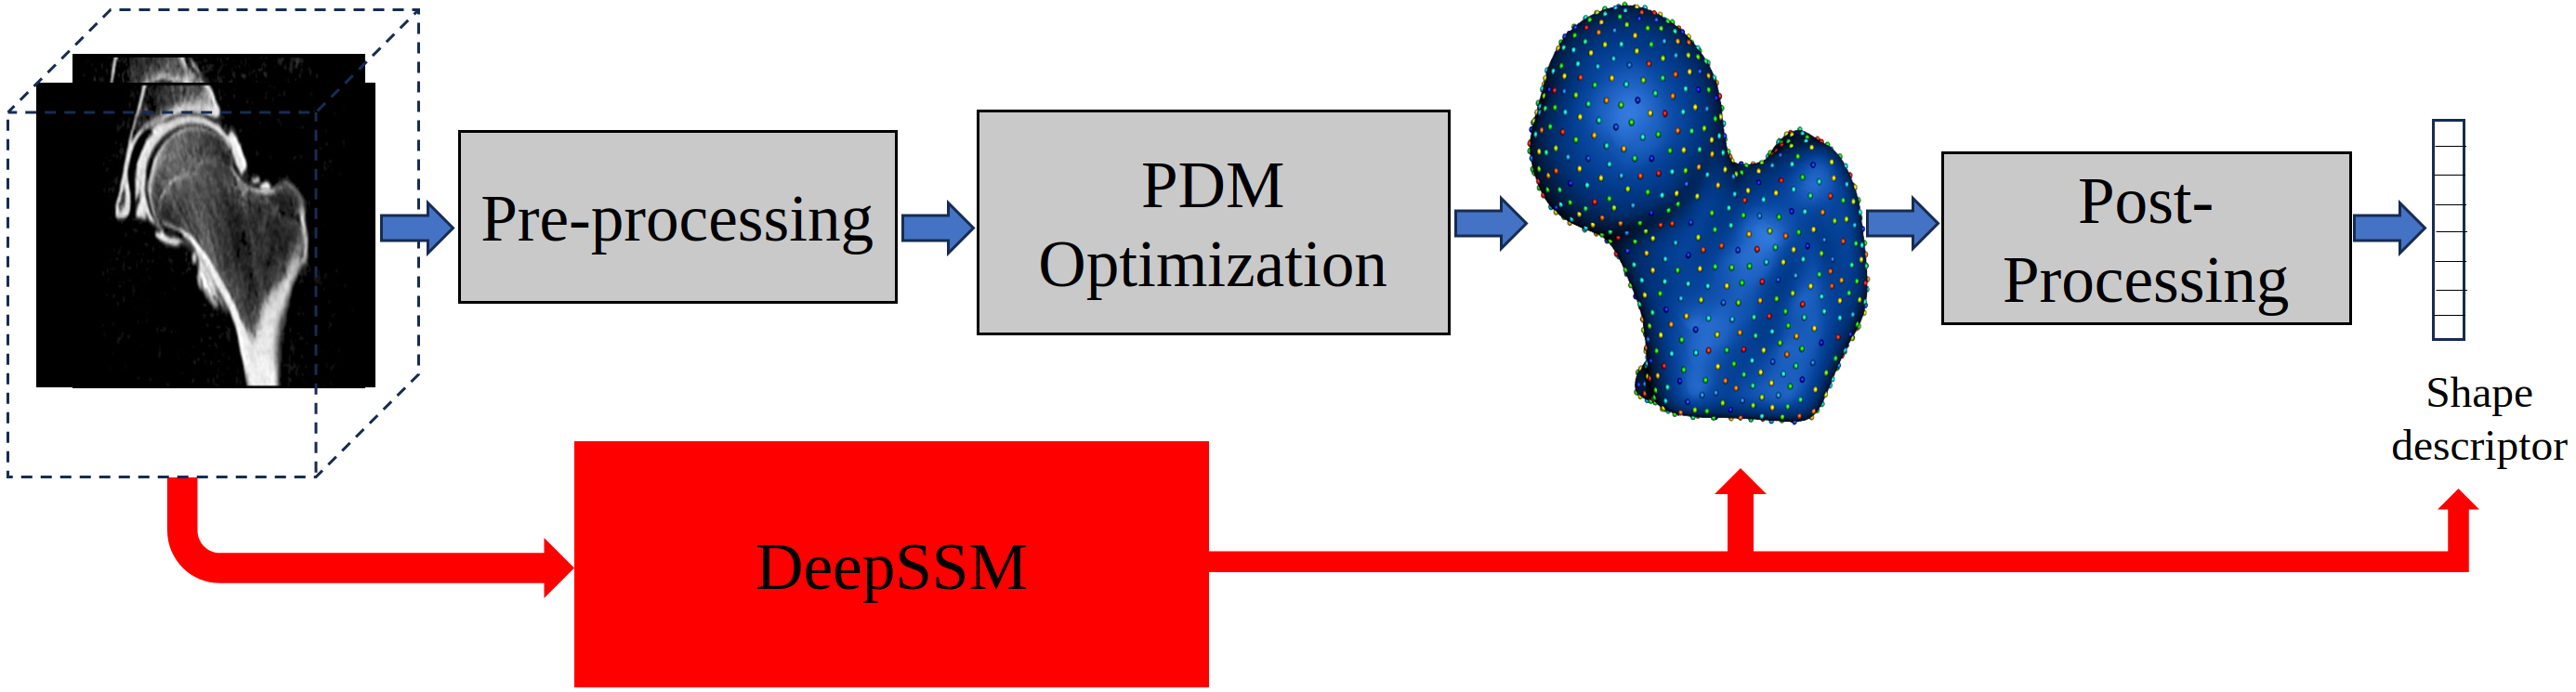 Pre-processing
PDM
Optimization
Post-
Processing
Shape
descriptor
DeepSSM